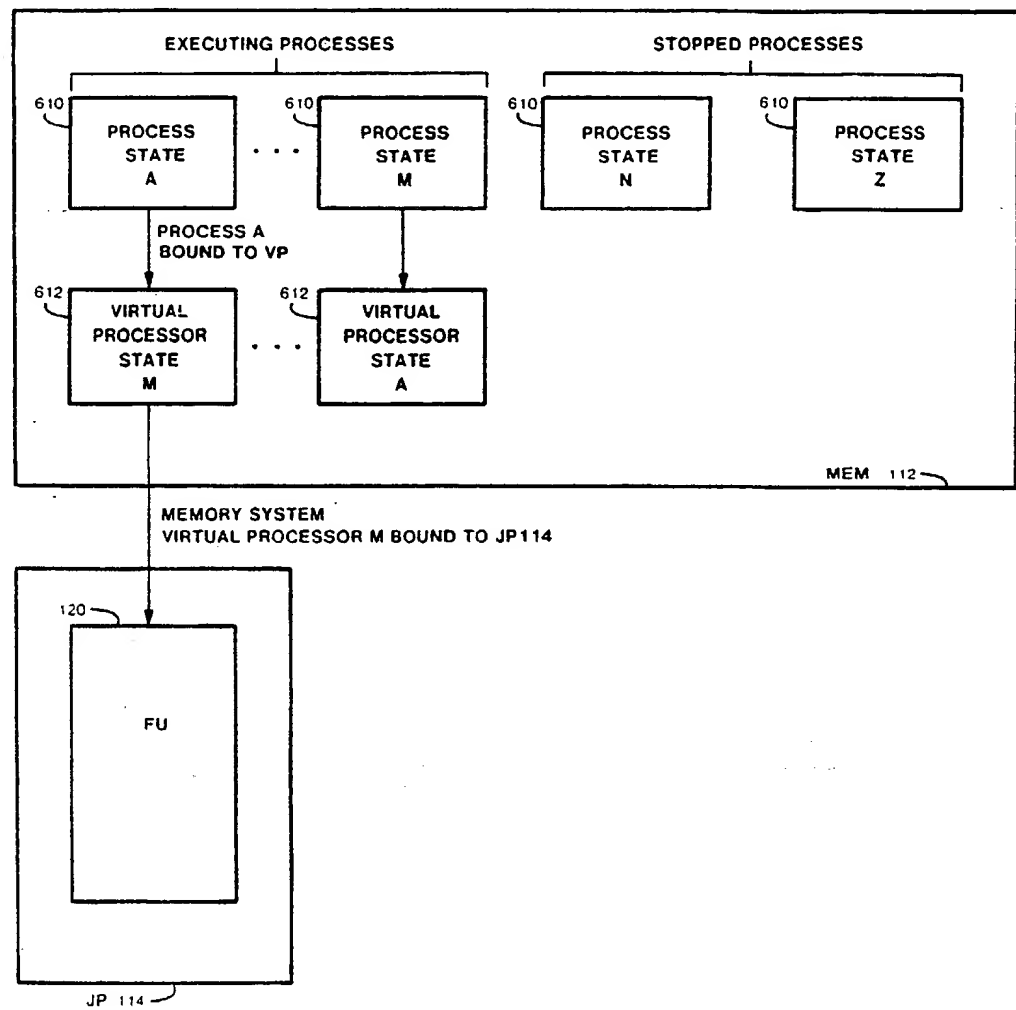 EXECUTING PROCESSES
STOPPED PROCESSES
610
PROCESS
STATE
A
. . .
610
PROCESS
STATE
M
610
PROCESS
STATE
N
610
PROCESS
STATE
Z
PROCESS A
BOUND TO VP
612
VIRTUAL
PROCESSOR
STATE
M
. . .
612
VIRTUAL
PROCESSOR
STATE
A
MEM 112
MEMORY SYSTEM
VIRTUAL PROCESSOR M BOUND TO JP114
120
FU
JP 114